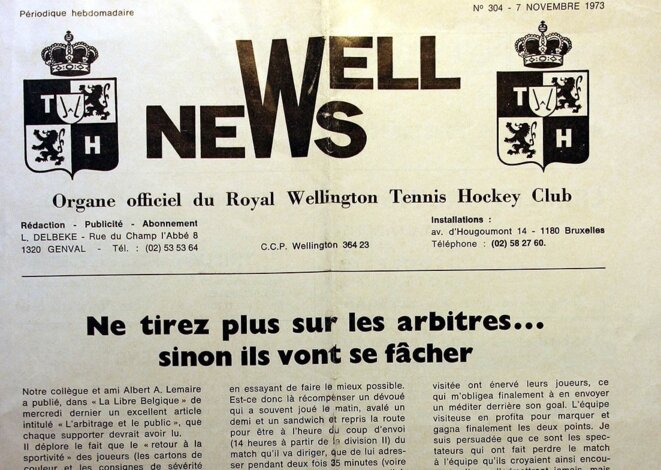 Périodique hebdomadaire
N° 304 - 7 NOVEMBRE 1973
WELL
NEWS
T W H
T W H
Organe officiel du Royal Wellington Tennis Hockey Club
Rédaction - Publicité - Abonnement
L. DELBEKE - Rue du Champ l'Abbé 8
1320 GENVAL - Tél. : (02) 53 53 64
C.C.P. Wellington 364 23
Installations :
av. d'Hougoumont 14 - 1180 Bruxelles
Téléphone : (02) 58 27 60.
Ne tirez plus sur les arbitres...
sinon ils vont se fâcher
Notre collègue et ami Albert A. Lemaire
a publié, dans « La Libre Belgique » de
mercredi dernier un excellent article
intitulé « L'arbitrage et le public », que
chaque supporter devrait avoir lu.
Il déplore le fait que le « retour à la
sportivité » des joueurs (les cartons de
couleur et les consignes de sévérité
en essayant de faire le mieux possible.
Est-ce donc là récompenser un dévoué
qui a souvent joué le matin, avalé un
demi et un sandwich et repris la route
pour être à l'heure du coup d'envoi
(14 heures à partir de la division II) du
match qu'il va diriger, que de lui adres-
ser pendant deux fois 35 minutes (voire
visitée ont énervé leurs joueurs, ce
qui m'obligea finalement à en envoyer
un méditer derrière son goal. L'équipe
visiteuse en profita pour marquer et
gagna finalement les deux points. Je
suis persuadée que ce sont les spec-
tateurs qui ont fait perdre le match
à l'équipe qu'ils croyaient ainsi encou-